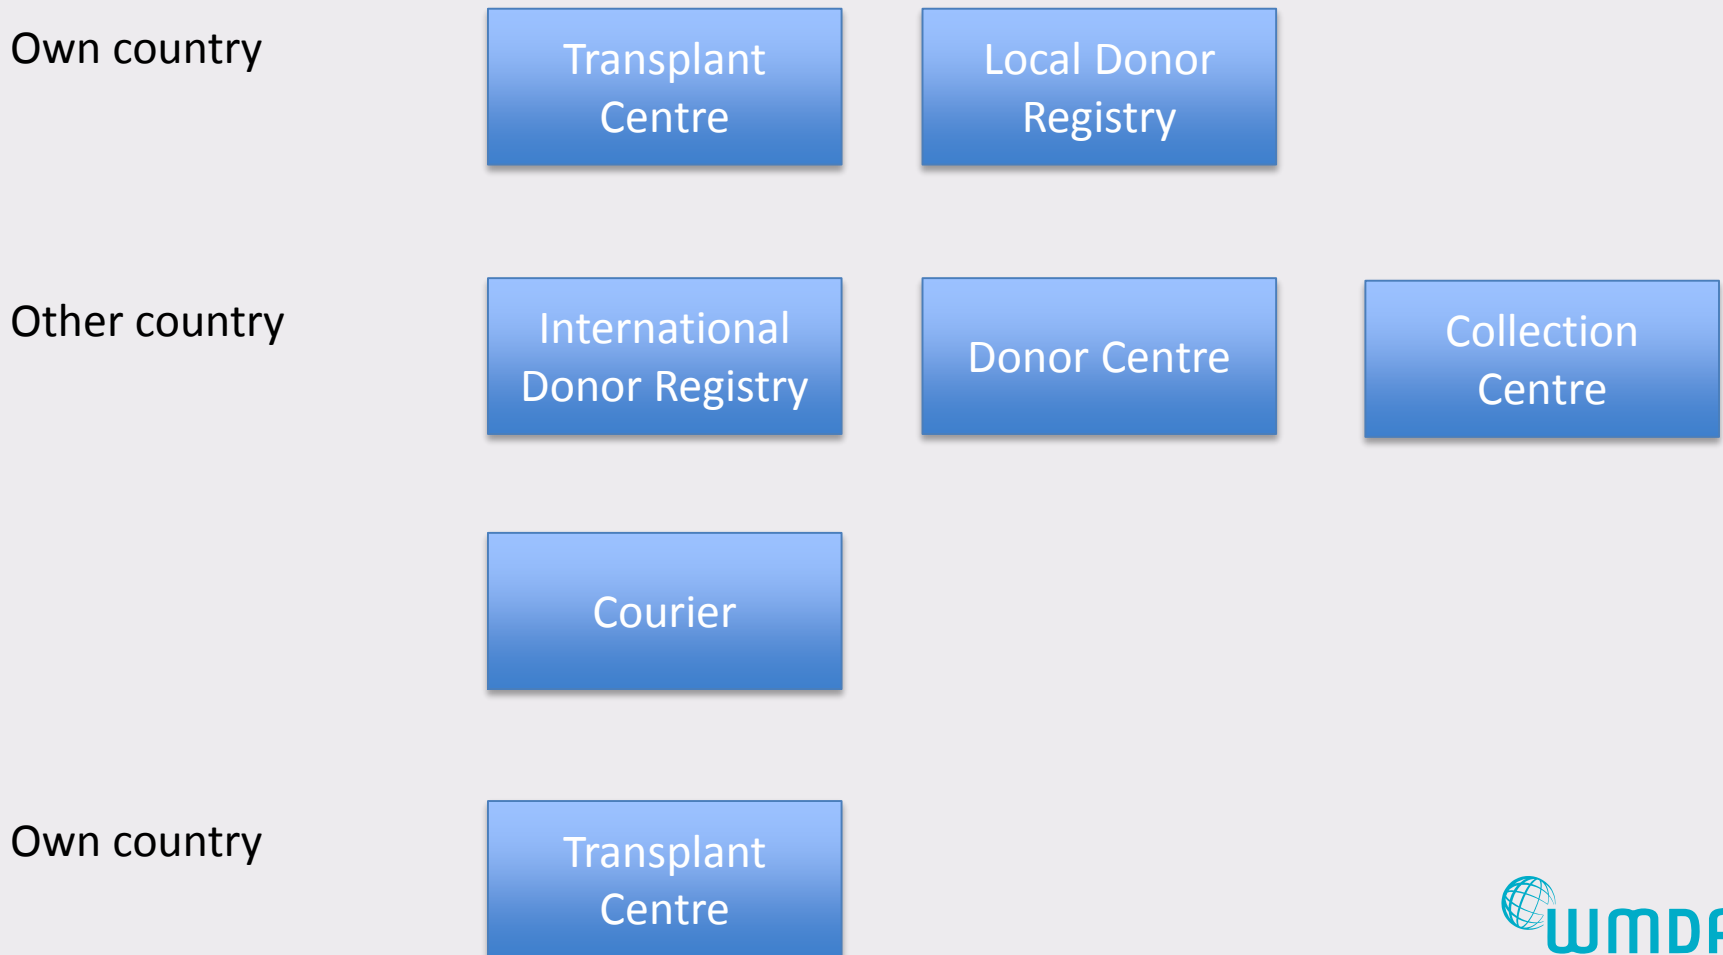 Own country
Transplant
Centre
Local Donor
Registry
Other country
International
Donor Registry
Donor Centre
Collection
Centre
Courier
Own country
Transplant
Centre
WMDA